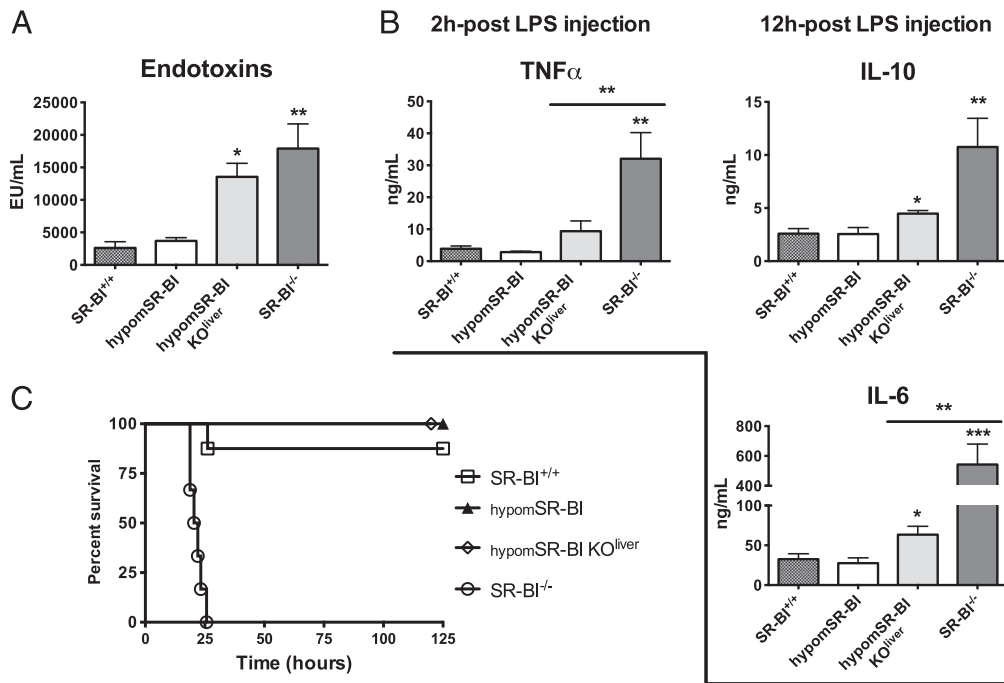 A
Endotoxins
EU/mL
25000
20000
15000
10000
5000
0
*
**
SR-BI+/+
hypomSR-BI
hypomSR-BI
KOliver
SR-BI-/-
B
2h-post LPS injection
TNFα
ng/mL
50
40
30
20
10
0
**
**
SR-BI+/+
hypomSR-BI
hypomSR-BI
KOliver
SR-BI-/-
12h-post LPS injection
IL-10
ng/mL
15
10
5
0
*
**
SR-BI+/+
hypomSR-BI
hypomSR-BI
KOliver
SR-BI-/-
IL-6
ng/mL
800
600
400
100
50
0
*
**
***
SR-BI+/+
hypomSR-BI
hypomSR-BI
KOliver
SR-BI-/-
C
Percent survival
100
75
50
25
0
0 25 50 75 100 125
Time (hours)
SR-BI+/+
hypomSR-BI
hypomSR-BI KOliver
SR-BI-/-